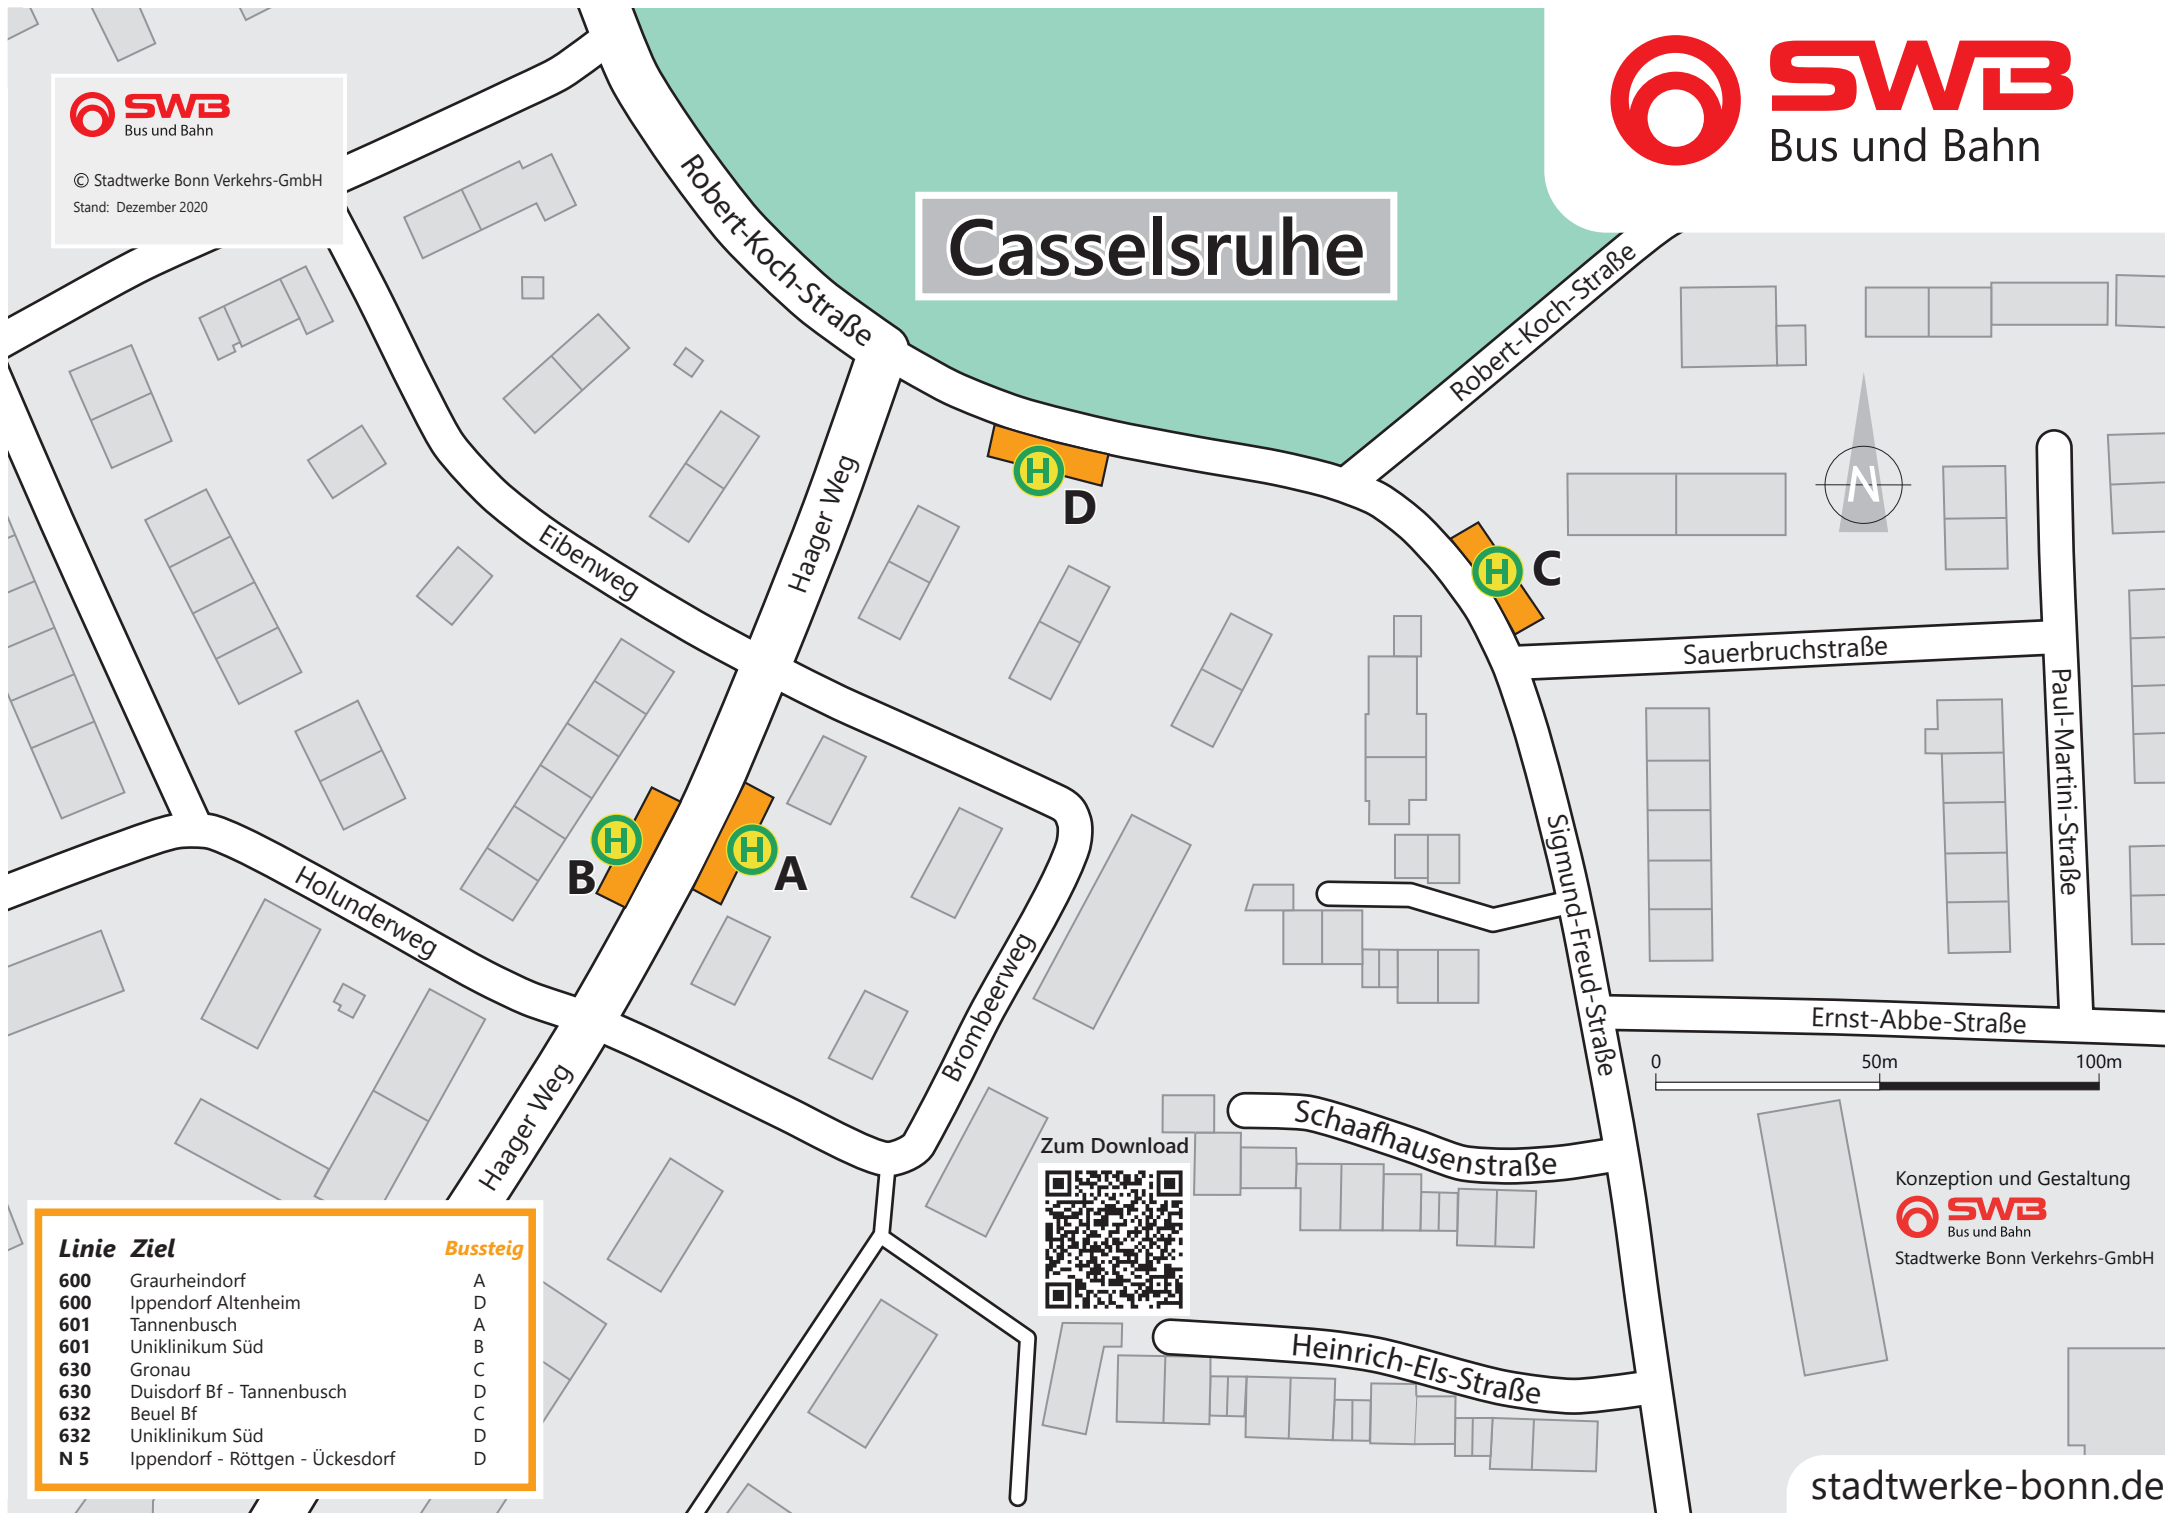 SWB
Bus und Bahn
© Stadtwerke Bonn Verkehrs-GmbH
Stand: Dezember 2020
SWB
Bus und Bahn
Casselsruhe
Robert-Koch-Straße
Robert-Koch-Straße
Haager Weg
Eibenweg
H
D
H
C
N
Sauerbruchstraße
Paul-Martini-Straße
H
B
H
A
Holunderweg
Sigmund-Freud-Straße
Brombeerweg
Ernst-Abbe-Straße
0 50m 100m
Haager Weg
Schaafhausenstraße
Zum Download
Heinrich-Els-Straße
Konzeption und Gestaltung
SWB
Bus und Bahn
Stadtwerke Bonn Verkehrs-GmbH
Linie Ziel Bussteig
600 Graurheindorf A
600 Ippendorf Altenheim D
601 Tannenbusch A
601 Uniklinikum Süd B
630 Gronau C
630 Duisdorf Bf - Tannenbusch D
632 Beuel Bf C
632 Uniklinikum Süd D
N 5 Ippendorf - Röttgen - Ückesdorf D
stadtwerke-bonn.de